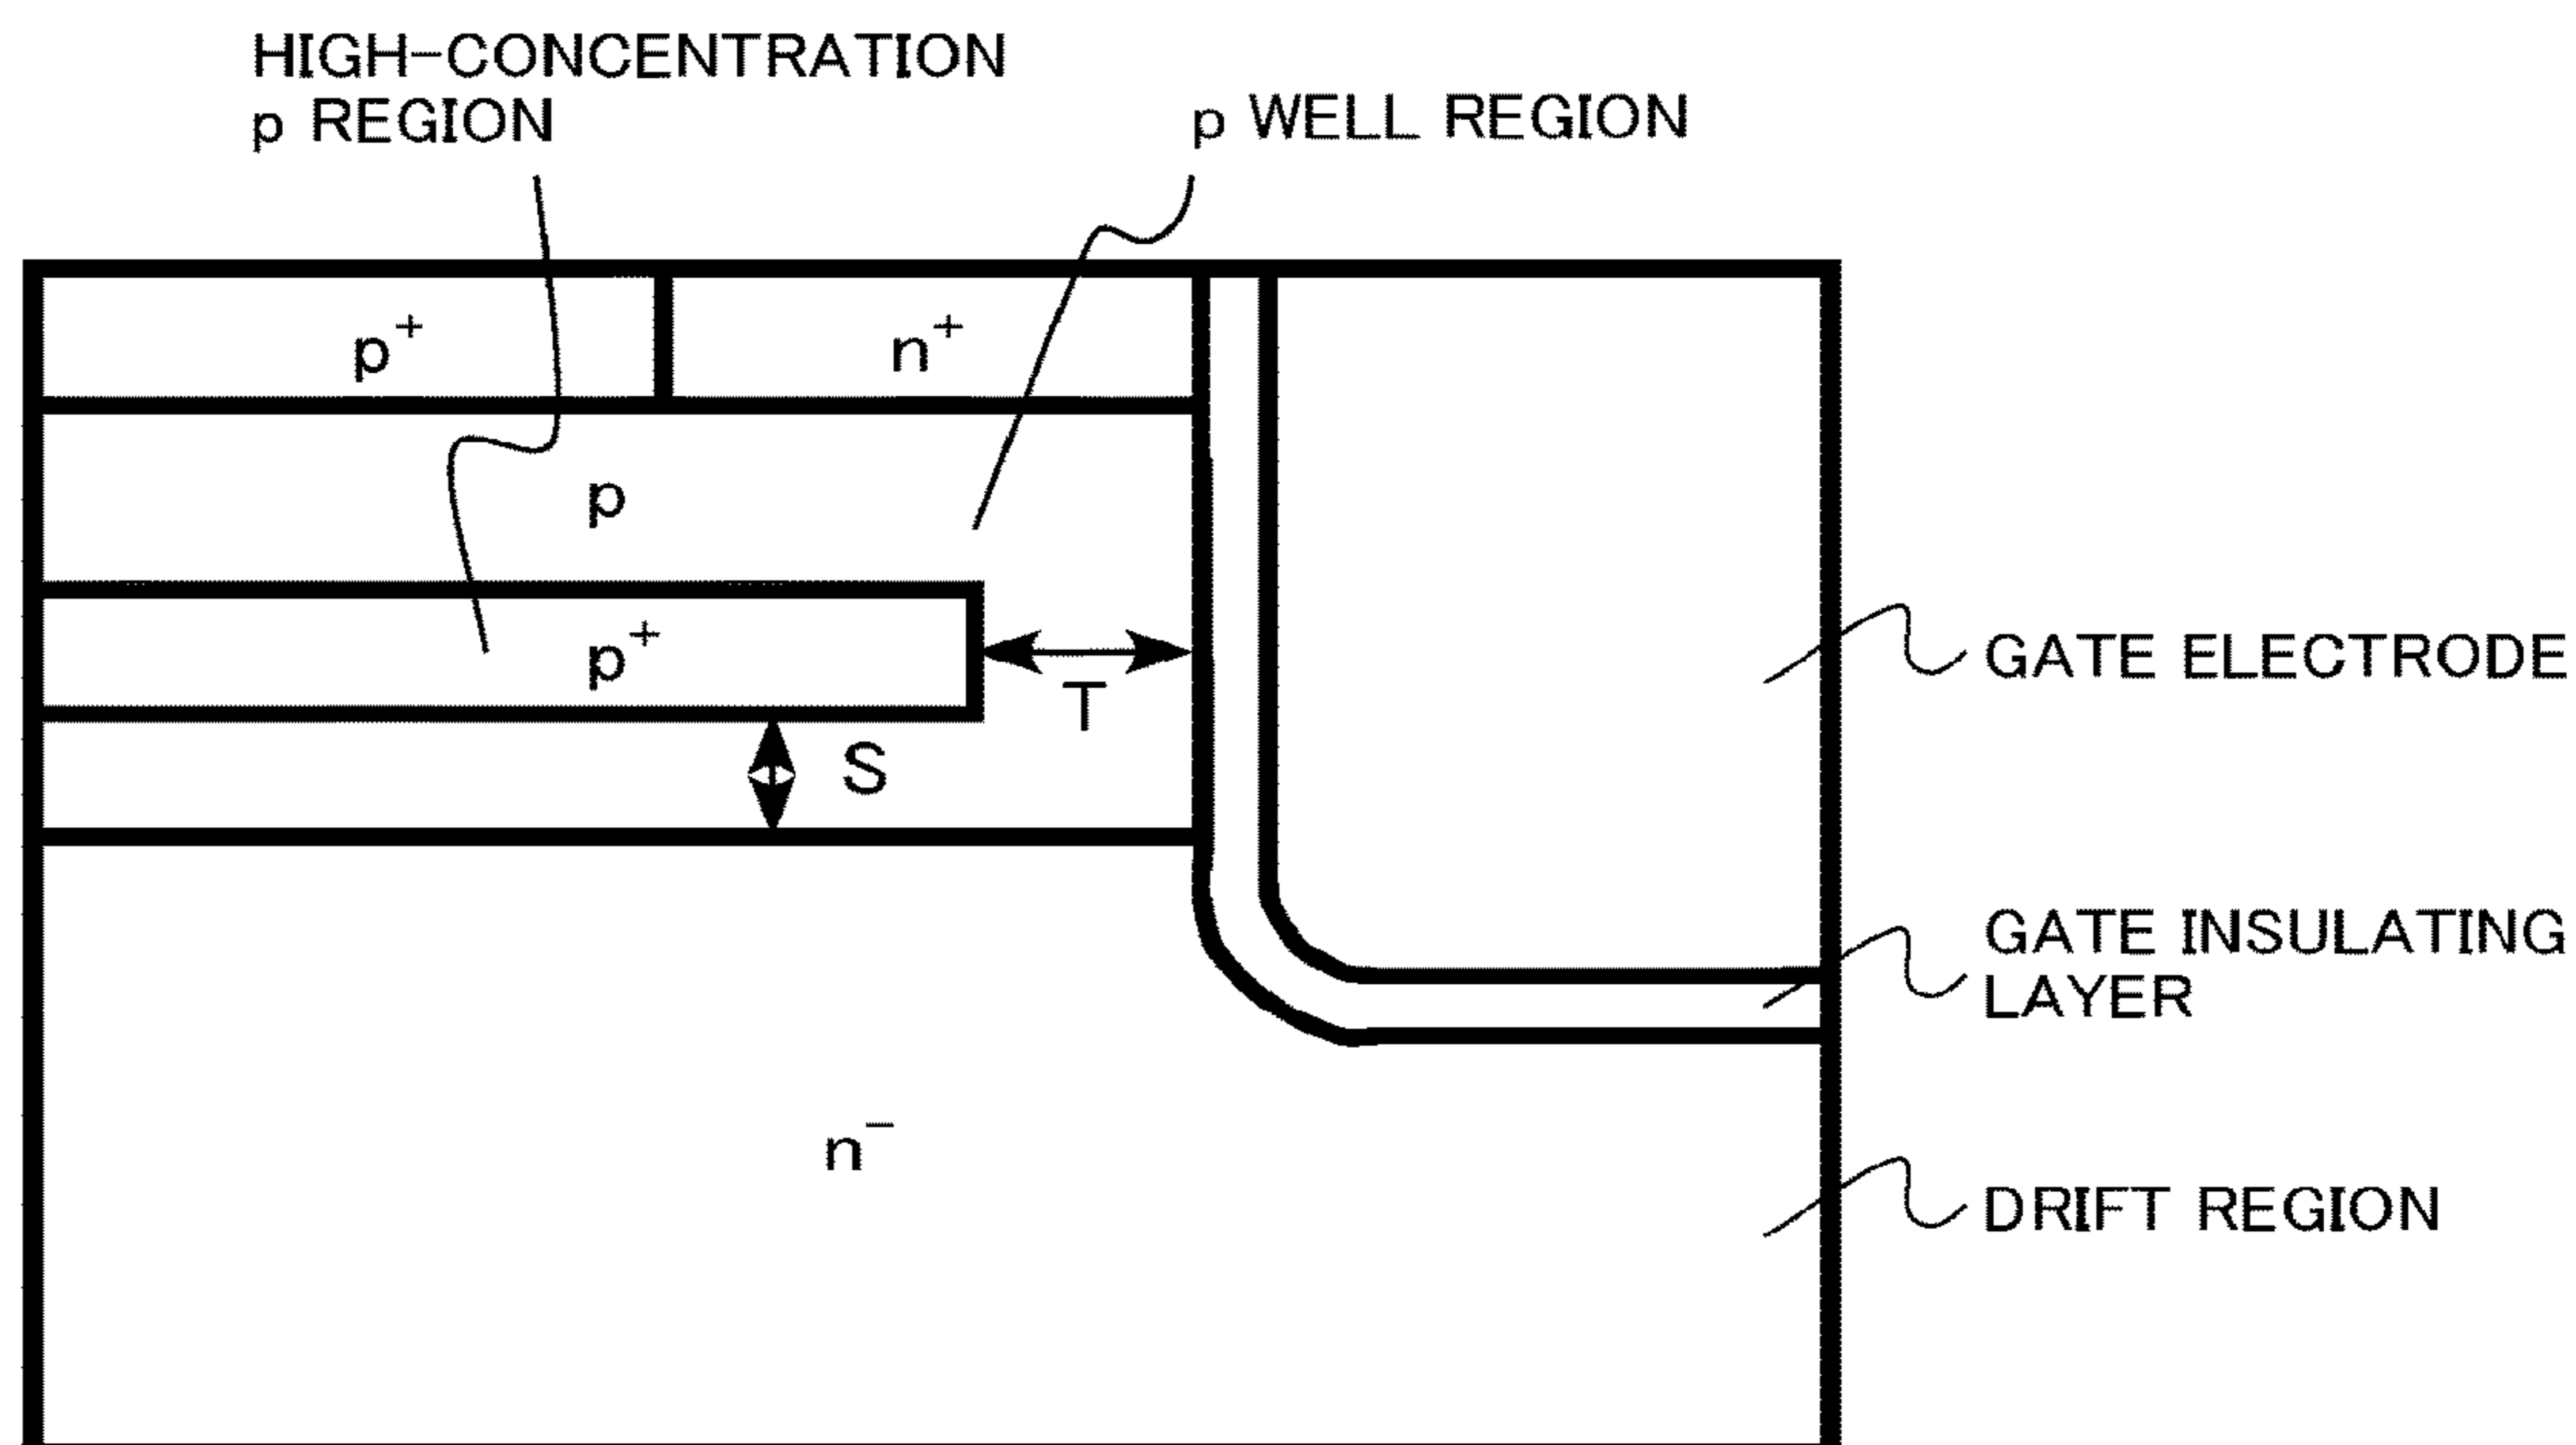 HIGH-CONCENTRATION
p REGION
p WELL REGION
p⁺
n⁺
p
p⁺
T
S
GATE ELECTRODE
GATE INSULATING
LAYER
n⁻
DRIFT REGION